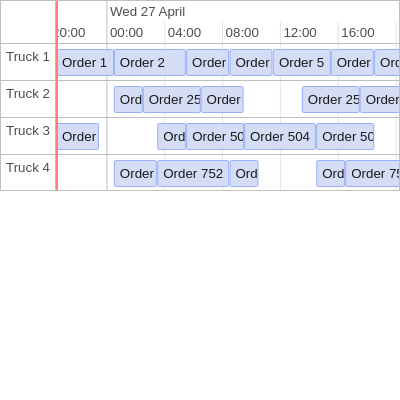 Wed 27 April
0:00 00:00 04:00 08:00 12:00 16:00
Truck 1 Order 1 Order 2 Order Order Order 5 Order Ord
Truck 2 Ord Order 25 Order Order 25 Order
Truck 3 Order Ord Order 50 Order 504 Order 50
Truck 4 Order Order 752 Ord Ord Order 75